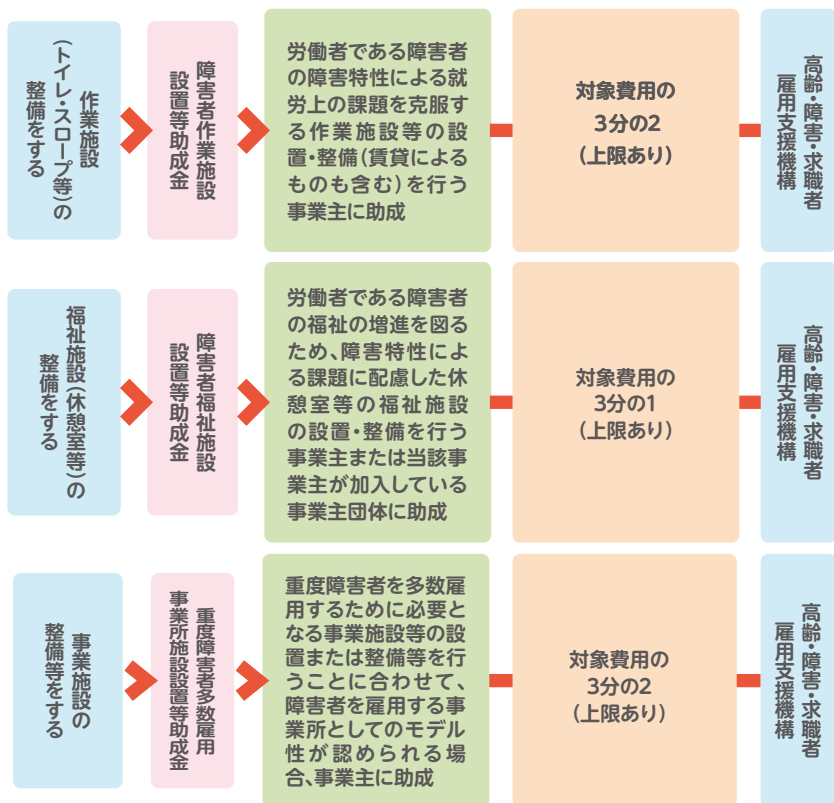 作業施設
(トイレ・スロープ等)の
整備をする
障害者作業施設
設置等助成金
労働者である障害者
の障害特性による就
労上の課題を克服す
る作業施設等の設
置・整備(賃貸による
ものも含む)を行う
事業主に助成
対象費用の
3分の2
(上限あり)
高齢・障害・求職者
雇用支援機構
福祉施設(休憩室等)の
整備をする
障害者福祉施設
設置等助成金
労働者である障害者
の福祉の増進を図る
ため、障害特性によ
る課題に配慮した休
憩室等の福祉施設
の設置・整備を行う
事業主または当該事
業主が加入している
事業主団体に助成
対象費用の
3分の1
(上限あり)
高齢・障害・求職者
雇用支援機構
事業施設の
整備等をする
重度障害者多数雇用
事業所施設設置等助成金
重度障害者を多数雇
用するために必要と
なる事業施設等の設
置または整備等を行
うことに合わせて、
障害者を雇用する事
業所としてのモデル
性が認められる場
合、事業主に助成
対象費用の
3分の2
(上限あり)
高齢・障害・求職者
雇用支援機構